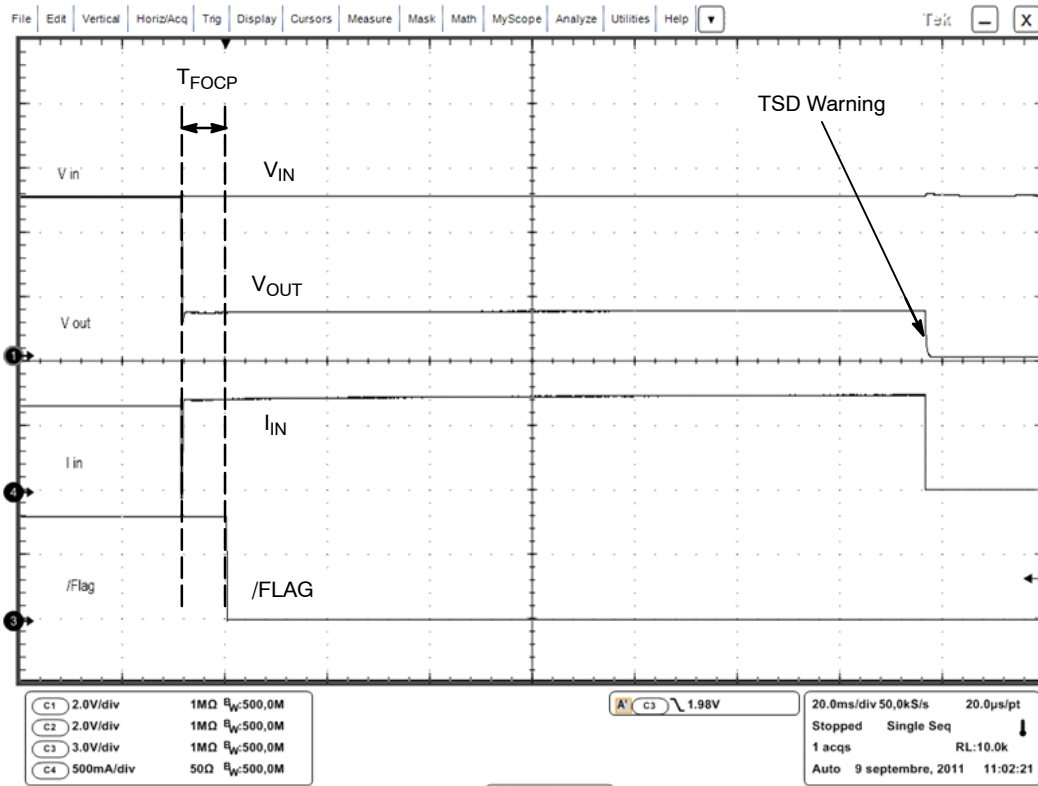 File Edit Vertical Horiz/Acq Trig Display Cursors Measure Mask Math MyScope Analyze Utilities Help Tek X
TFOCP
TSD Warning
V in
VIN
VOUT
V out
1
IIN
I in
4
/Flag
/FLAG
3
C1 2.0V/div 1MΩ BW:500,0M
C2 2.0V/div 1MΩ BW:500,0M
C3 3.0V/div 1MΩ BW:500,0M
C4 500mA/div 50Ω BW:500,0M
A' C3 1.98V
20.0ms/div 50,0kS/s 20.0µs/pt
Stopped Single Seq
1 acqs RL:10.0k
Auto 9 septembre, 2011 11:02:21